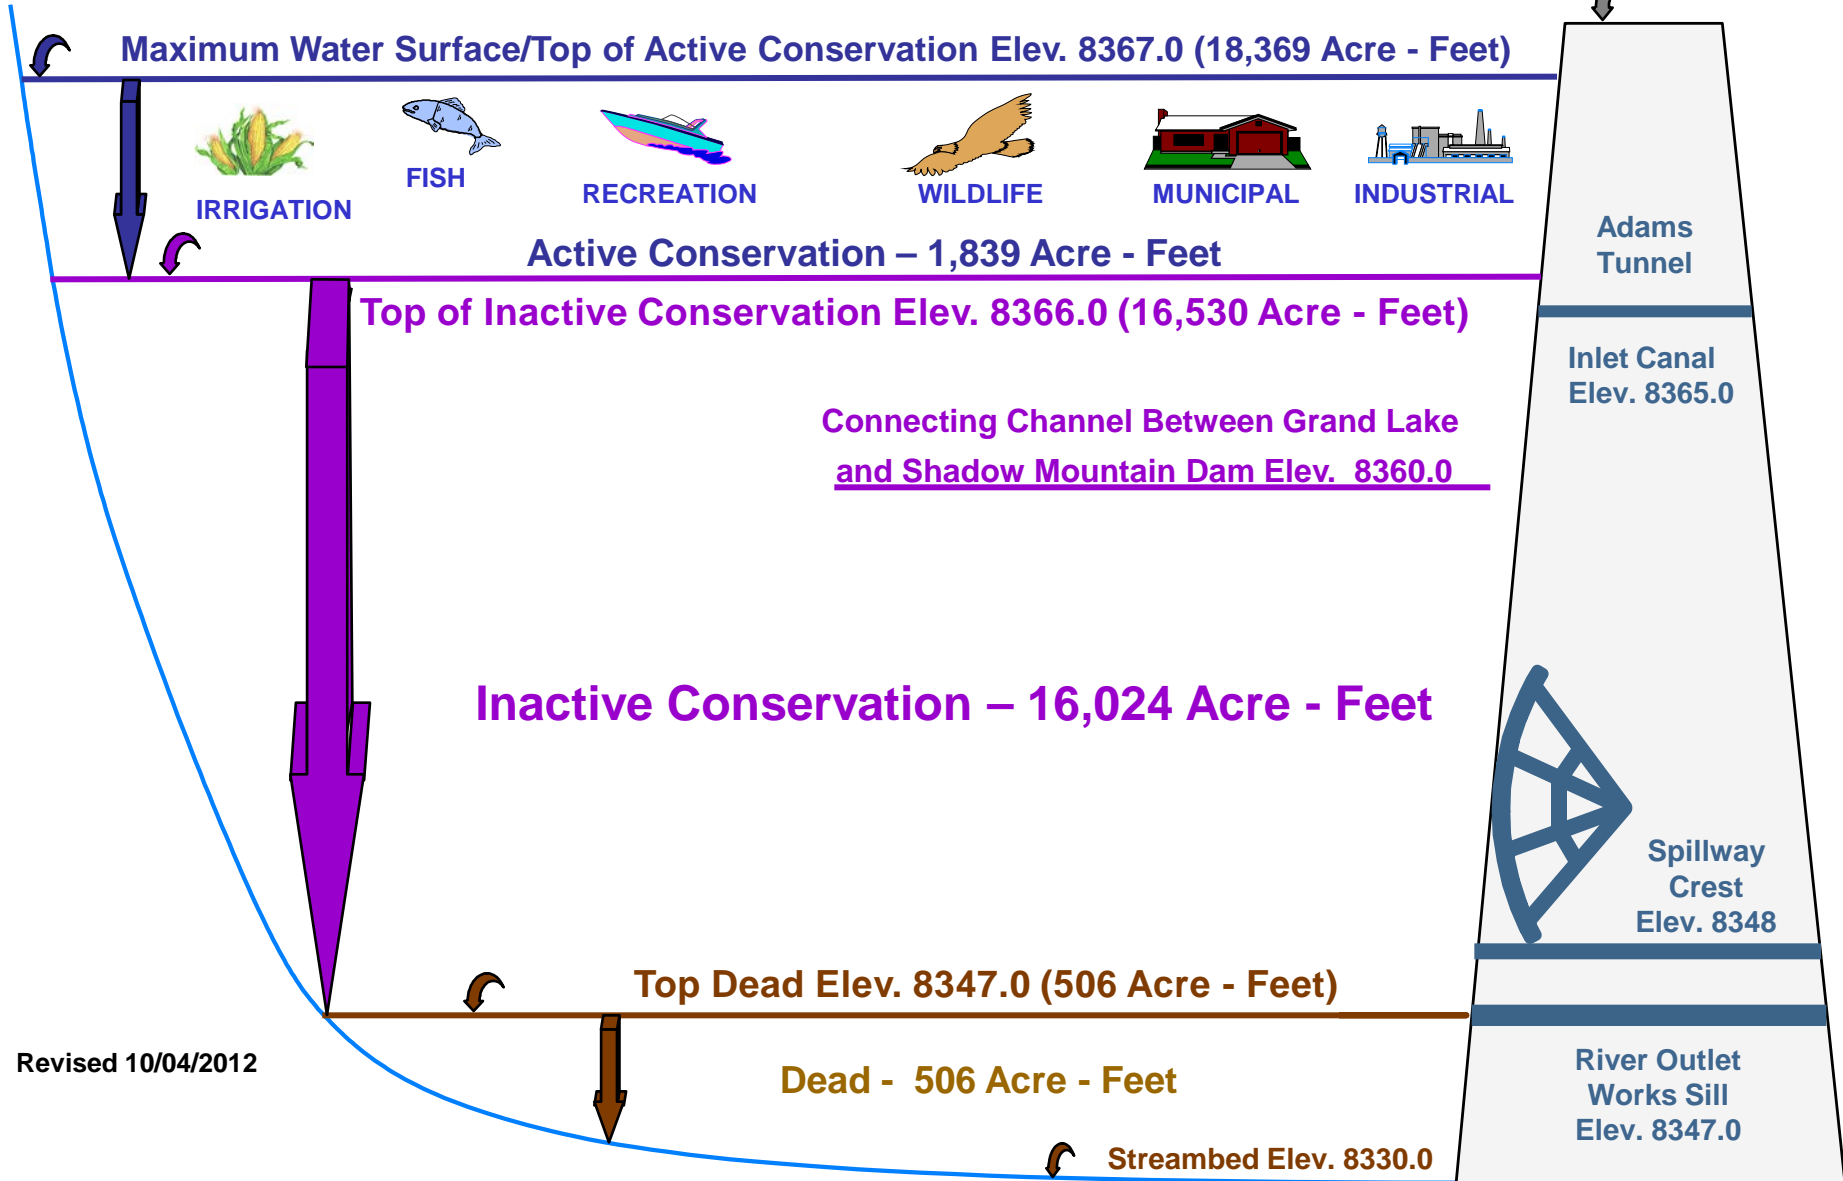 Maximum Water Surface/Top of Active Conservation Elev. 8367.0 (18,369 Acre - Feet)
IRRIGATION
FISH
RECREATION
WILDLIFE
MUNICIPAL
INDUSTRIAL
Active Conservation – 1,839 Acre - Feet
Adams
Tunnel
Top of Inactive Conservation Elev. 8366.0 (16,530 Acre - Feet)
Inlet Canal
Elev. 8365.0
Connecting Channel Between Grand Lake
and Shadow Mountain Dam Elev. 8360.0
Inactive Conservation – 16,024 Acre - Feet
Spillway
Crest
Elev. 8348
Top Dead Elev. 8347.0 (506 Acre - Feet)
Revised 10/04/2012
Dead - 506 Acre - Feet
River Outlet
Works Sill
Elev. 8347.0
Streambed Elev. 8330.0